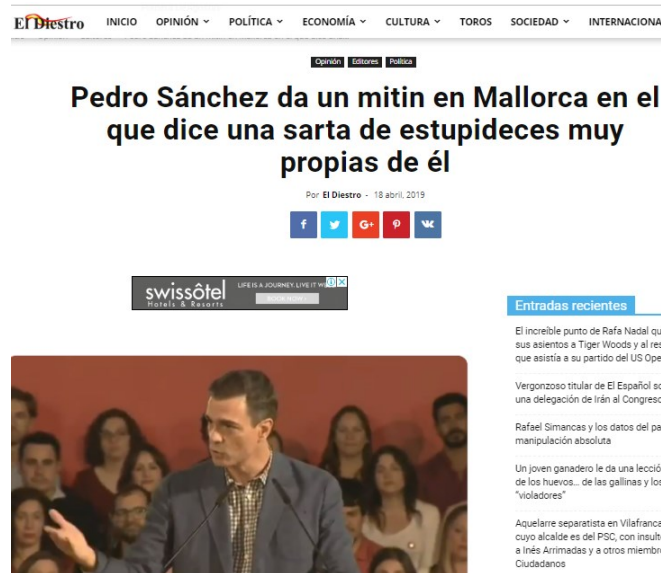 El Diestro
INICIO OPINIÓN POLÍTICA ECONOMÍA CULTURA TOROS SOCIEDAD INTERNACIONA
Opinión Editores Política
Pedro Sánchez da un mitin en Mallorca en el
que dice una sarta de estupideces muy
propias de él
Por El Diestro - 18 abril, 2019
f G+
swissôtel
Hotels & Resorts
LIFE IS A JOURNEY. LIVE IT W
BOOK NOW
Entradas recientes
El increíble punto de Rafa Nadal qu
sus asientos a Tiger Woods y al res
que asistía a su partido del US Ope
Vergonzoso titular de El Español so
una delegación de Irán al Congreso
Rafael Simancas y los datos del pa
manipulación absoluta
Un joven ganadero le da una lecció
de los huevos... de las gallinas y los
"violadores"
Aquelarre separatista en Vilafranca
cuyo alcalde es del PSC, con insult
a Inés Arrimadas y a otros miembr
Ciudadanos